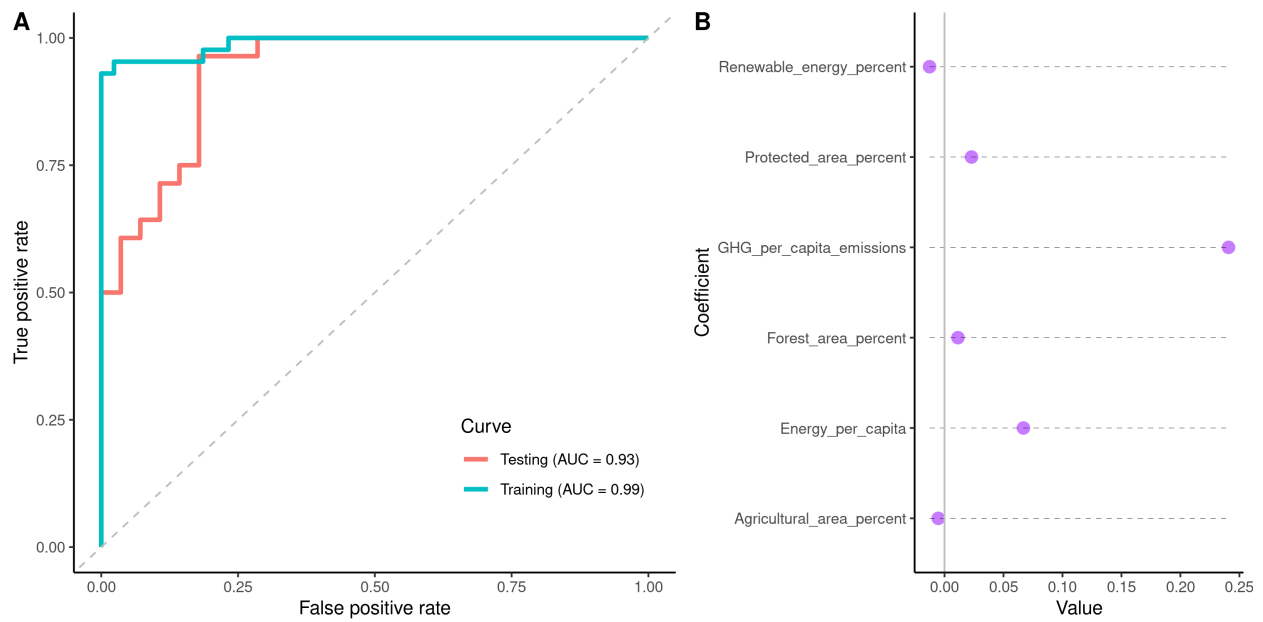 A
True positive rate
1.00
0.75
0.50
0.25
0.00
Curve
Testing (AUC = 0.93)
Training (AUC = 0.99)
0.00 0.25 0.50 0.75 1.00
False positive rate
B
Coefficient
Renewable_energy_percent
Protected_area_percent
GHG_per_capita_emissions
Forest_area_percent
Energy_per_capita
Agricultural_area_percent
0.00 0.05 0.10 0.15 0.20 0.25
Value